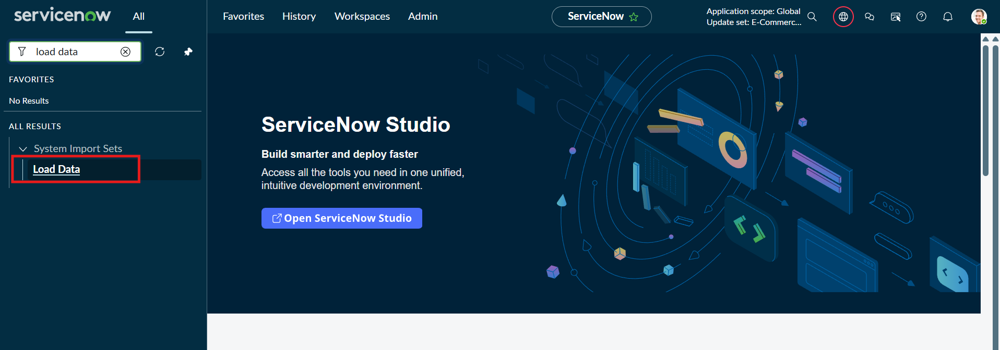 servicenow
All
Favorites
History
Workspaces
Admin
ServiceNow
Application scope: Global
Update set: E-Commerc...
load data
FAVORITES
No Results
ALL RESULTS
System Import Sets
Load Data
ServiceNow Studio
Build smarter and deploy faster
Access all the tools you need in one unified,
intuitive development environment.
Open ServiceNow Studio